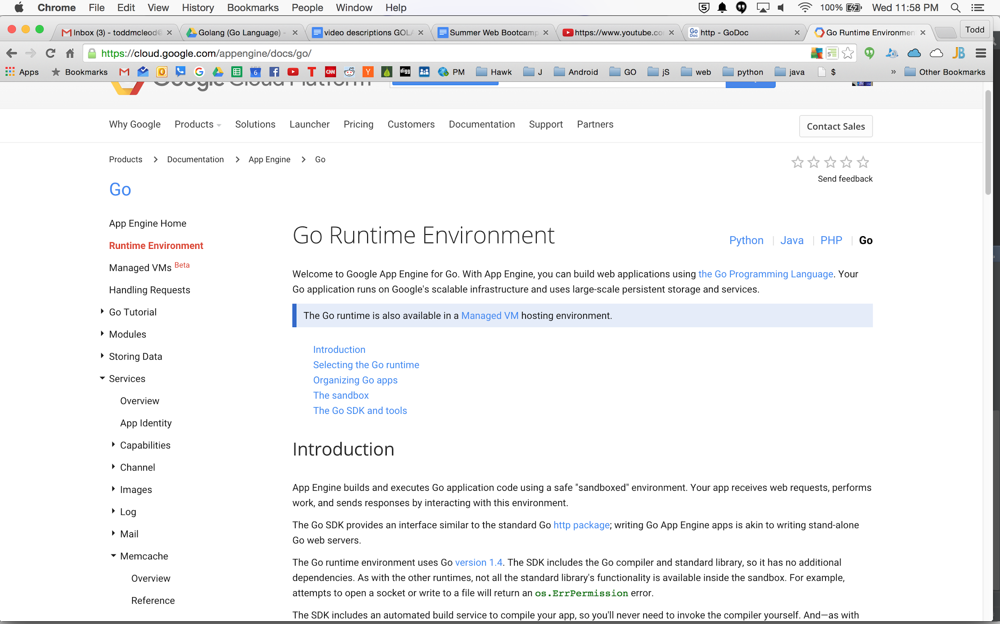 Chrome File Edit View History Bookmarks People Window Help 100% Wed 11:58 PM
Inbox (3) - toddmcleod@ Golang (Go Language) - video descriptions GOLA Summer Web Bootcamp https://www.youtube.co http - GoDoc Go Runtime Environmen Todd
https://cloud.google.com/appengine/docs/go/
Apps Bookmarks PM Hawk J Android GO jS web python java $ » Other Bookmarks
Google Cloud Platform
Why Google Products Solutions Launcher Pricing Customers Documentation Support Partners Contact Sales
Products > Documentation > App Engine > Go
Send feedback
Go
App Engine Home
Runtime Environment
Managed VMs Beta
Handling Requests
Go Tutorial
Modules
Storing Data
Services
Overview
App Identity
Capabilities
Channel
Images
Log
Mail
Memcache
Overview
Reference
Go Runtime Environment
Python | Java | PHP | Go
Welcome to Google App Engine for Go. With App Engine, you can build web applications using the Go Programming Language. Your
Go application runs on Google's scalable infrastructure and uses large-scale persistent storage and services.
The Go runtime is also available in a Managed VM hosting environment.
Introduction
Selecting the Go runtime
Organizing Go apps
The sandbox
The Go SDK and tools
Introduction
App Engine builds and executes Go application code using a safe "sandboxed" environment. Your app receives web requests, performs
work, and sends responses by interacting with this environment.
The Go SDK provides an interface similar to the standard Go http package; writing Go App Engine apps is akin to writing stand-alone
Go web servers.
The Go runtime environment uses Go version 1.4. The SDK includes the Go compiler and standard library, so it has no additional
dependencies. As with the other runtimes, not all the standard library's functionality is available inside the sandbox. For example,
attempts to open a socket or write to a file will return an os.ErrPermission error.
The SDK includes an automated build service to compile your app, so you'll never need to invoke the compiler yourself. And—as with